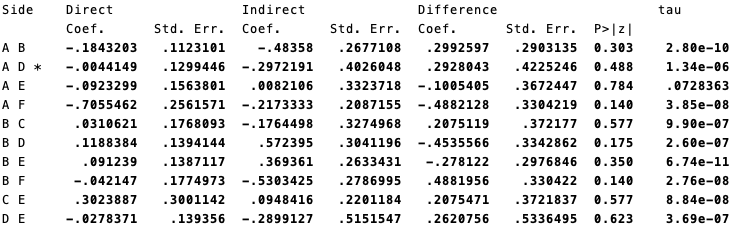 Side Direct Indirect Difference tau
Coef. Std. Err. Coef. Std. Err. Coef. Std. Err. P>|z|
A B -.1843203 .1123101 -.48358 .2677108 .2992597 .2903135 0.303 2.80e-10
A D * -.0044149 .1299446 -.2972191 .4026048 .2928043 .4225246 0.488 1.34e-06
A E -.0923299 .1563801 .0082106 .3323718 -.1005405 .3672447 0.784 .0728363
A F -.7055462 .2561571 -.2173333 .2087155 -.4882128 .3304219 0.140 3.85e-08
B C .0310621 .1768093 -.1764498 .3274968 .2075119 .372177 0.577 9.90e-07
B D .1188384 .1394144 .572395 .3041196 -.4535566 .3342862 0.175 2.60e-07
B E .091239 .1387117 .369361 .2633431 -.278122 .2976846 0.350 6.74e-11
B F -.042147 .1774973 -.5303425 .2786995 .4881956 .330422 0.140 2.76e-08
C E .3023887 .3001142 .0948416 .2201184 .2075471 .3721837 0.577 8.84e-08
D E -.0278371 .139356 -.2899127 .5151547 .2620756 .5336495 0.623 3.69e-07